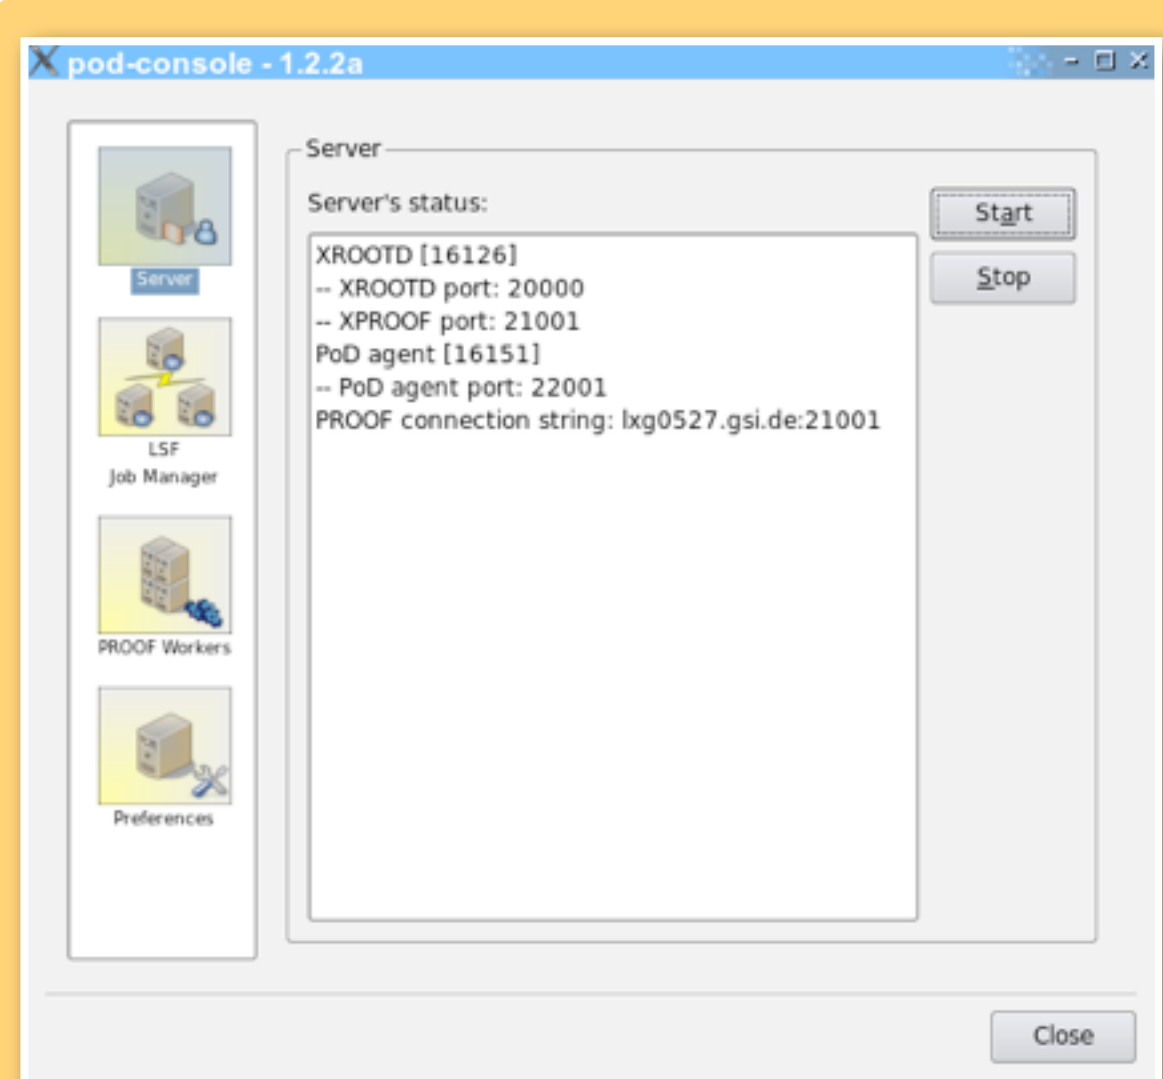 pod-console - 1.2.2a
Server
LSF
Job Manager
PROOF Workers
Preferences
Server
Server's status:
XROOTD [16126]
-- XROOTD port: 20000
-- XPROOF port: 21001
PoD agent [16151]
-- PoD agent port: 22001
PROOF connection string: lxg0527.gsi.de:21001
Start
Stop
Close